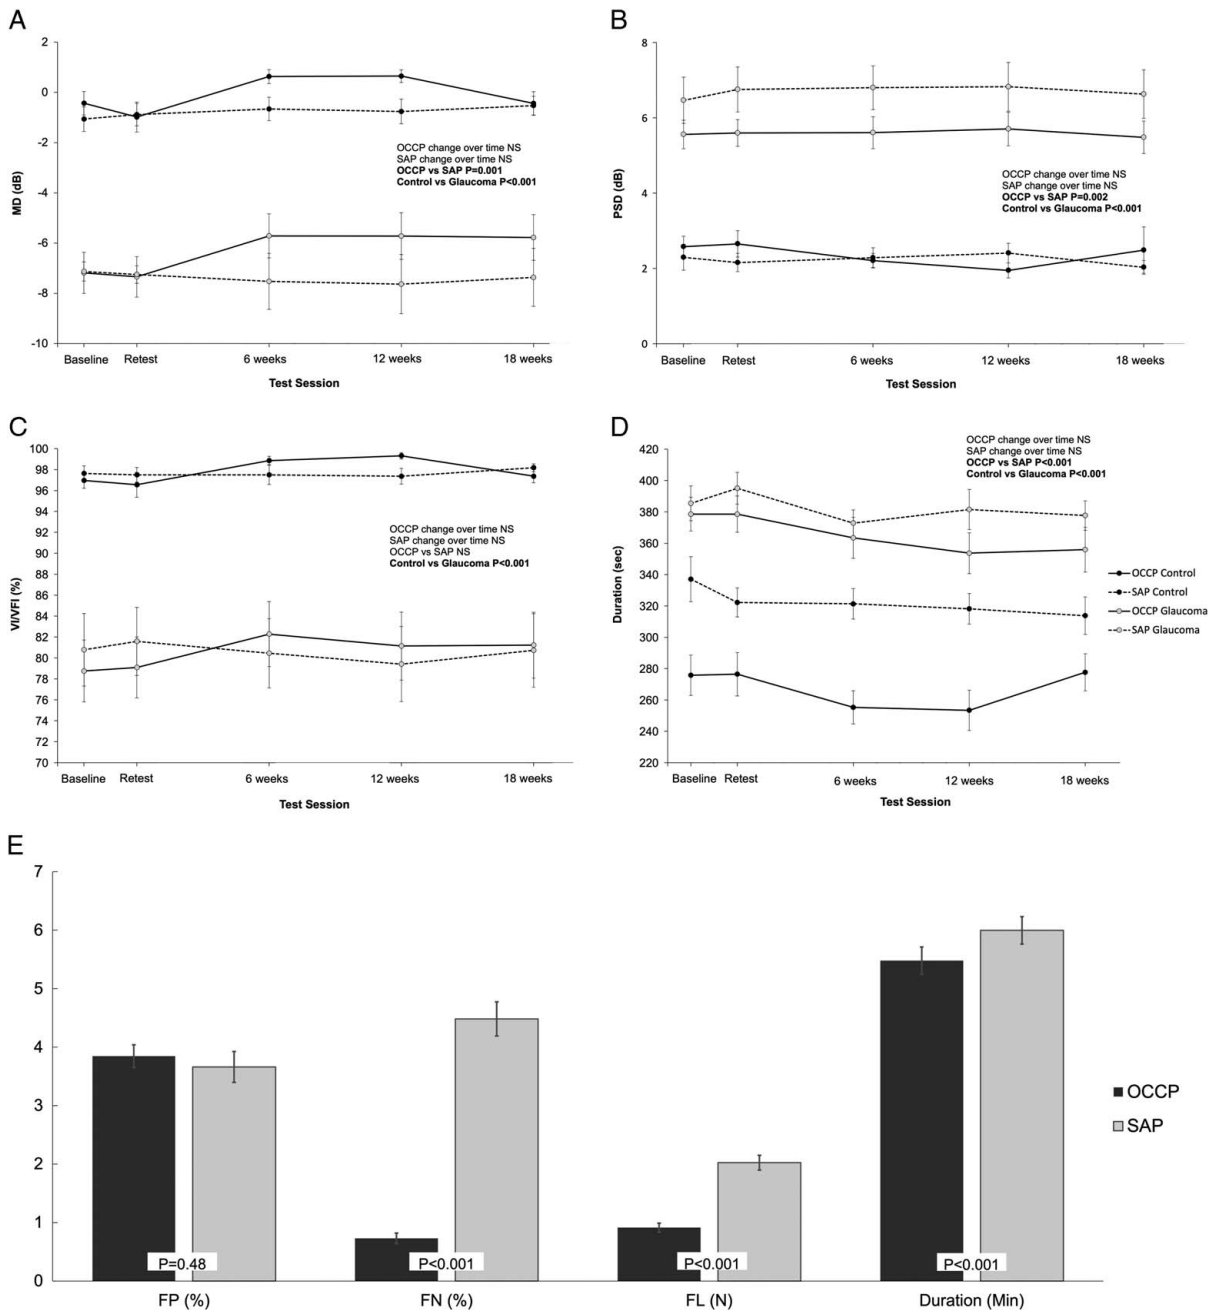 A
2
0
-2
-4
-6
-8
-10
MD (dB)
OCCP change over time NS
SAP change over time NS
OCCP vs SAP P=0.001
Control vs Glaucoma P<0.001
Baseline Retest 6 weeks 12 weeks 18 weeks
Test Session
B
8
6
4
2
0
PSD (dB)
OCCP change over time NS
SAP change over time NS
OCCP vs SAP P=0.002
Control vs Glaucoma P<0.001
Baseline Retest 6 weeks 12 weeks 18 weeks
Test Session
C
100
98
96
94
92
90
88
86
84
82
80
78
76
74
72
70
VI/VFI (%)
OCCP change over time NS
SAP change over time NS
OCCP vs SAP NS
Control vs Glaucoma P<0.001
Baseline Retest 6 weeks 12 weeks 18 weeks
Test Session
D
420
400
380
360
340
320
300
280
260
240
220
Duration (sec)
OCCP change over time NS
SAP change over time NS
OCCP vs SAP P<0.001
Control vs Glaucoma P<0.001
OCCP Control
SAP Control
OCCP Glaucoma
SAP Glaucoma
Baseline Retest 6 weeks 12 weeks 18 weeks
Test Session
E
7
6
5
4
3
2
1
0
P=0.48 P<0.001 P<0.001 P<0.001
FP (%) FN (%) FL (N) Duration (Min)
OCCP
SAP